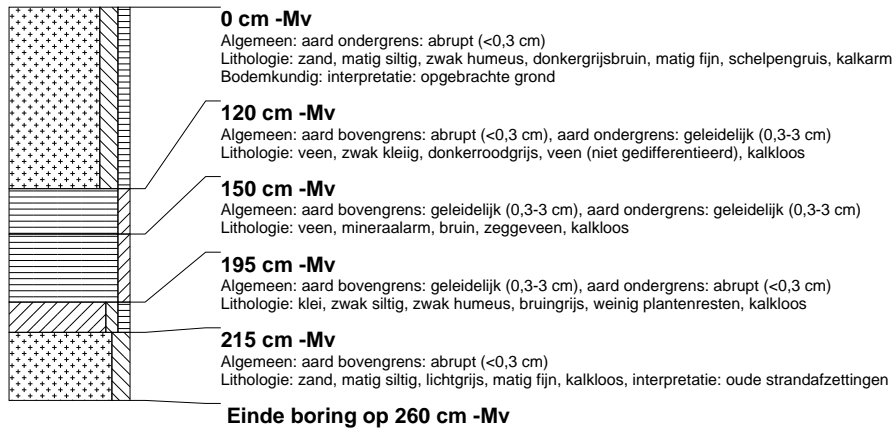 0 cm -Mv
Algemeen: aard ondergrens: abrupt (<0,3 cm)
Lithologie: zand, matig siltig, zwak humeus, donkergrijsbruin, matig fijn, schelpengruis, kalkarm
Bodemkundig: interpretatie: opgebrachte grond
120 cm -Mv
Algemeen: aard bovengrens: abrupt (<0,3 cm), aard ondergrens: geleidelijk (0,3-3 cm)
Lithologie: veen, zwak kleiig, donkerroodgrijs, veen (niet gedifferentieerd), kalkloos
150 cm -Mv
Algemeen: aard bovengrens: geleidelijk (0,3-3 cm), aard ondergrens: geleidelijk (0,3-3 cm)
Lithologie: veen, mineraalarm, bruin, zeggeveen, kalkloos
195 cm -Mv
Algemeen: aard bovengrens: geleidelijk (0,3-3 cm), aard ondergrens: abrupt (<0,3 cm)
Lithologie: klei, zwak siltig, zwak humeus, bruingrijs, weinig plantenresten, kalkloos
215 cm -Mv
Algemeen: aard bovengrens: abrupt (<0,3 cm)
Lithologie: zand, matig siltig, lichtgrijs, matig fijn, kalkloos, interpretatie: oude strandafzettingen
Einde boring op 260 cm -Mv